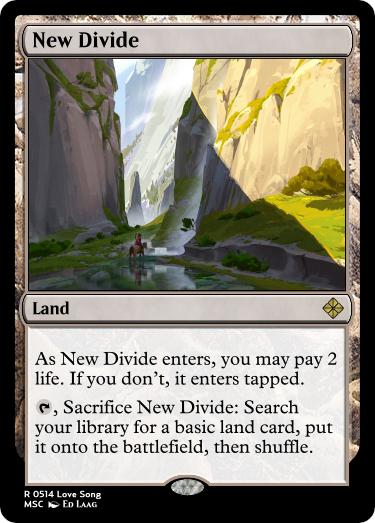 New Divide
Land
As New Divide enters, you may pay 2
life. If you don't, it enters tapped.
, Sacrifice New Divide: Search
your library for a basic land card, put
it onto the battlefield, then shuffle.
R 0514 Love Song
MSC Ed Laag